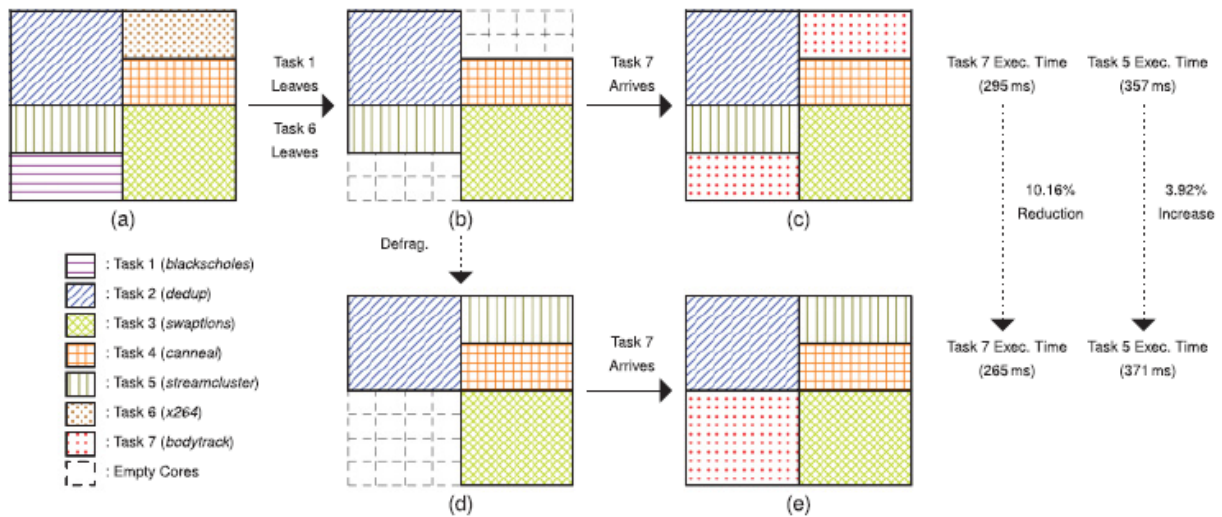 Task 1
Leaves
Task 6
Leaves
Task 7
Arrives
Task 7 Exec. Time
(295 ms)
Task 5 Exec. Time
(357 ms)
10.16%
Reduction
3.92%
Increase
(a)
(b)
(c)
Defrag.
: Task 1 (blackscholes)
: Task 2 (dedup)
: Task 3 (swaptions)
: Task 4 (canneal)
: Task 5 (streamcluster)
: Task 6 (x264)
: Task 7 (bodytrack)
: Empty Cores
Task 7
Arrives
Task 7 Exec. Time
(265 ms)
Task 5 Exec. Time
(371 ms)
(d)
(e)